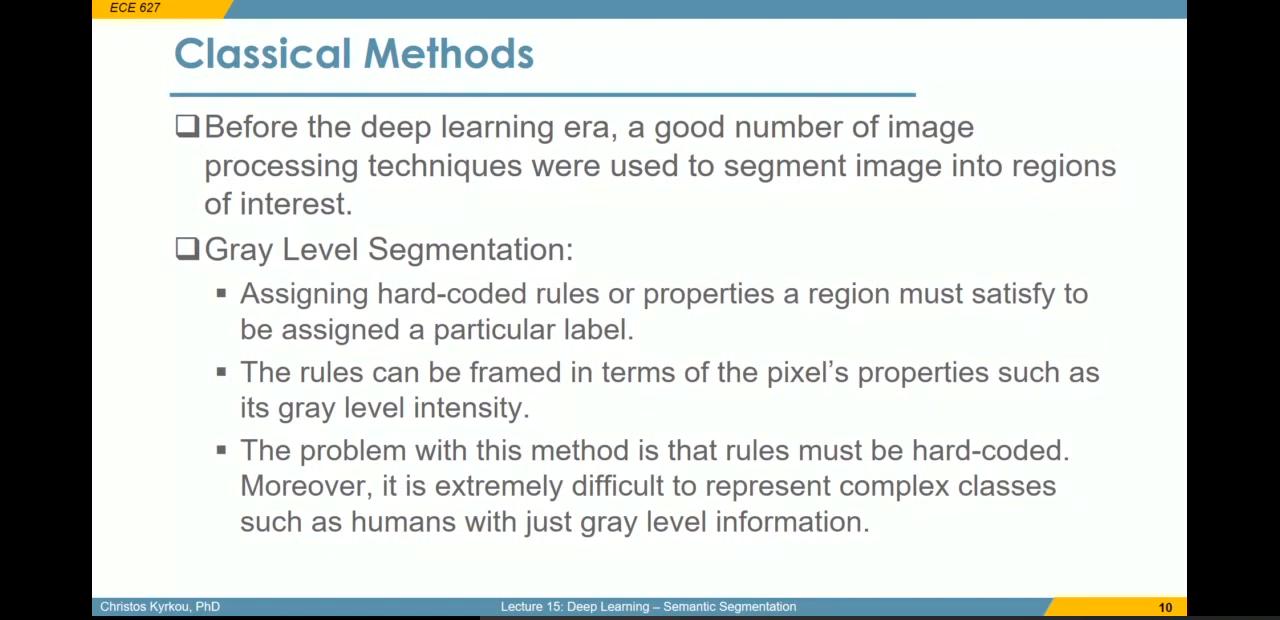 ECE 627
Classical Methods
❑Before the deep learning era, a good number of image
processing techniques were used to segment image into regions
of interest.
❑Gray Level Segmentation:
▪ Assigning hard-coded rules or properties a region must satisfy to
be assigned a particular label.
▪ The rules can be framed in terms of the pixel’s properties such as
its gray level intensity.
▪ The problem with this method is that rules must be hard-coded.
Moreover, it is extremely difficult to represent complex classes
such as humans with just gray level information.
Christos Kyrkou, PhD
Lecture 15: Deep Learning – Semantic Segmentation
10